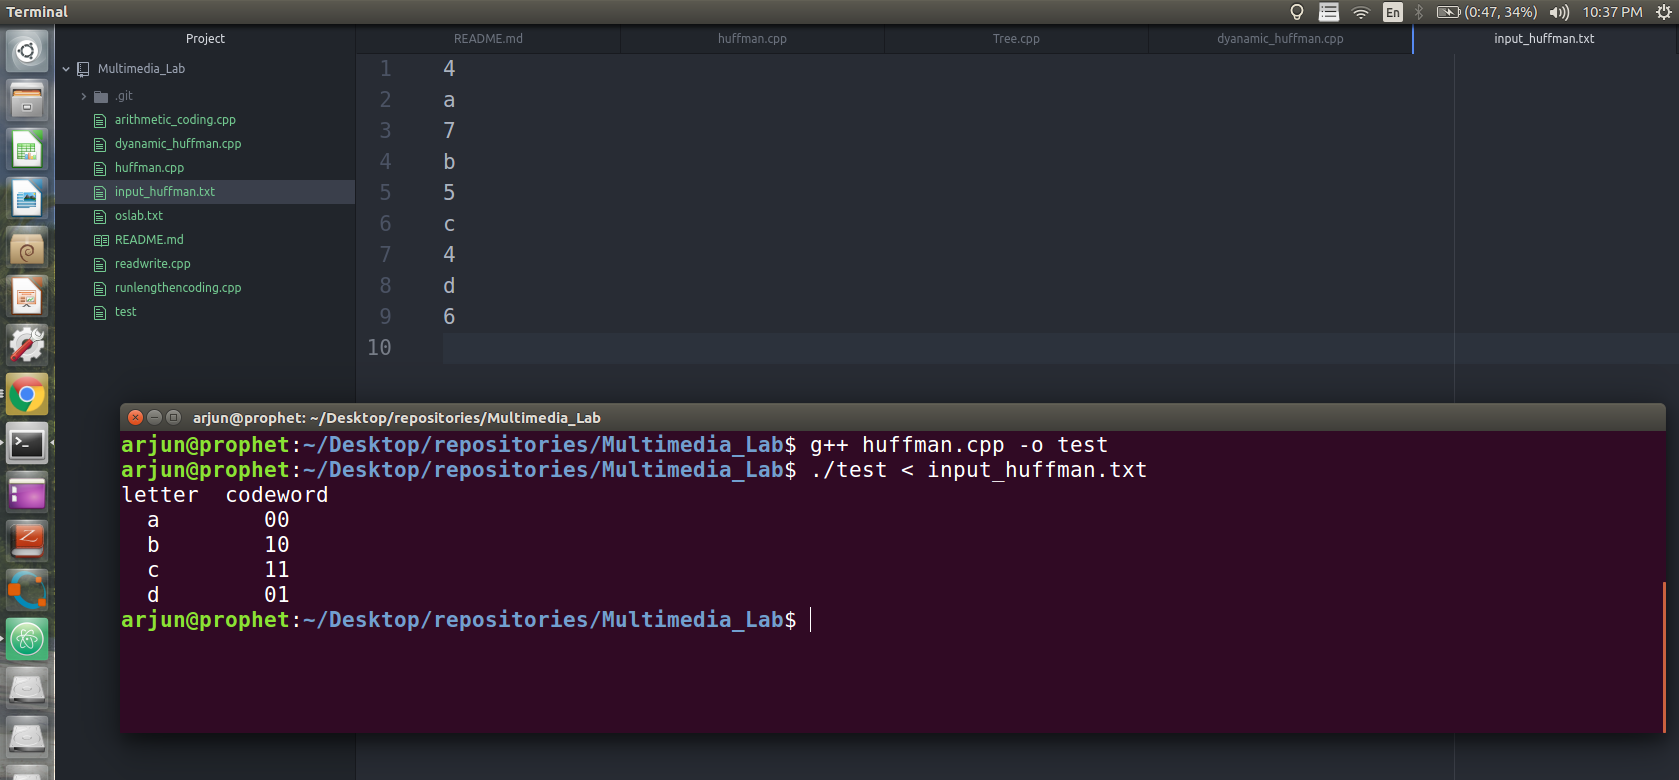 Terminal
En
(0:47, 34%)
10:37 PM
Project
README.md
huffman.cpp
Tree.cpp
dyanamic_huffman.cpp
input_huffman.txt
Multimedia_Lab
.git
arithmetic_coding.cpp
dyanamic_huffman.cpp
huffman.cpp
input_huffman.txt
oslab.txt
README.md
readwrite.cpp
runlengthencoding.cpp
test
1 4
2 a
3 7
4 b
5 5
6 c
7 4
8 d
9 6
10
arjun@prophet: ~/Desktop/repositories/Multimedia_Lab
arjun@prophet:~/Desktop/repositories/Multimedia_Lab$ g++ huffman.cpp -o test
arjun@prophet:~/Desktop/repositories/Multimedia_Lab$ ./test < input_huffman.txt
letter codeword
a 00
b 10
c 11
d 01
arjun@prophet:~/Desktop/repositories/Multimedia_Lab$